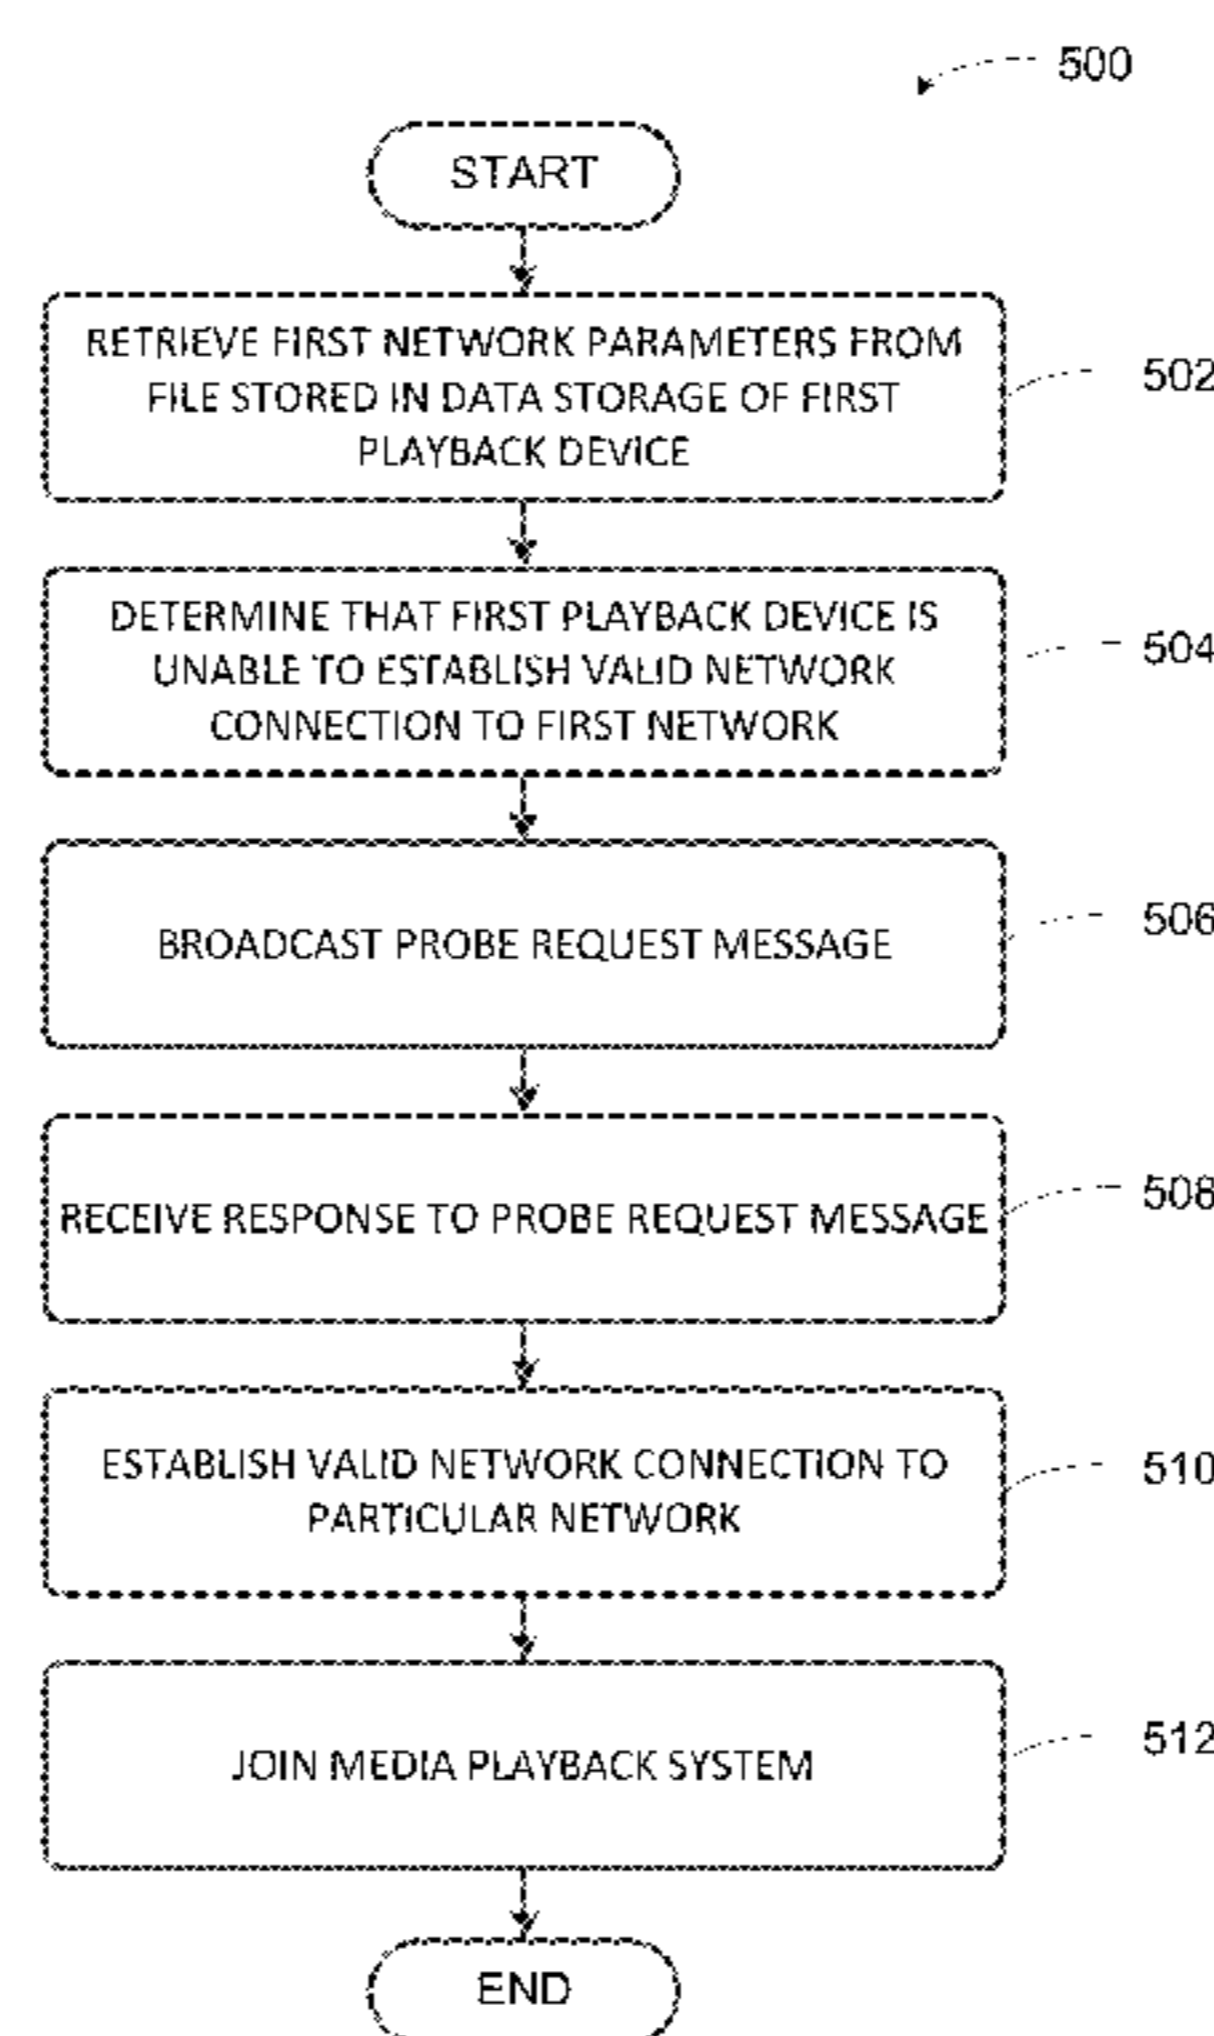 500
START
RETRIEVE FIRST NETWORK PARAMETERS FROM
FILE STORED IN DATA STORAGE OF FIRST
PLAYBACK DEVICE
502
DETERMINE THAT FIRST PLAYBACK DEVICE IS
UNABLE TO ESTABLISH VALID NETWORK
CONNECTION TO FIRST NETWORK
504
BROADCAST PROBE REQUEST MESSAGE
506
RECEIVE RESPONSE TO PROBE REQUEST MESSAGE
508
ESTABLISH VALID NETWORK CONNECTION TO
PARTICULAR NETWORK
510
JOIN MEDIA PLAYBACK SYSTEM
512
END